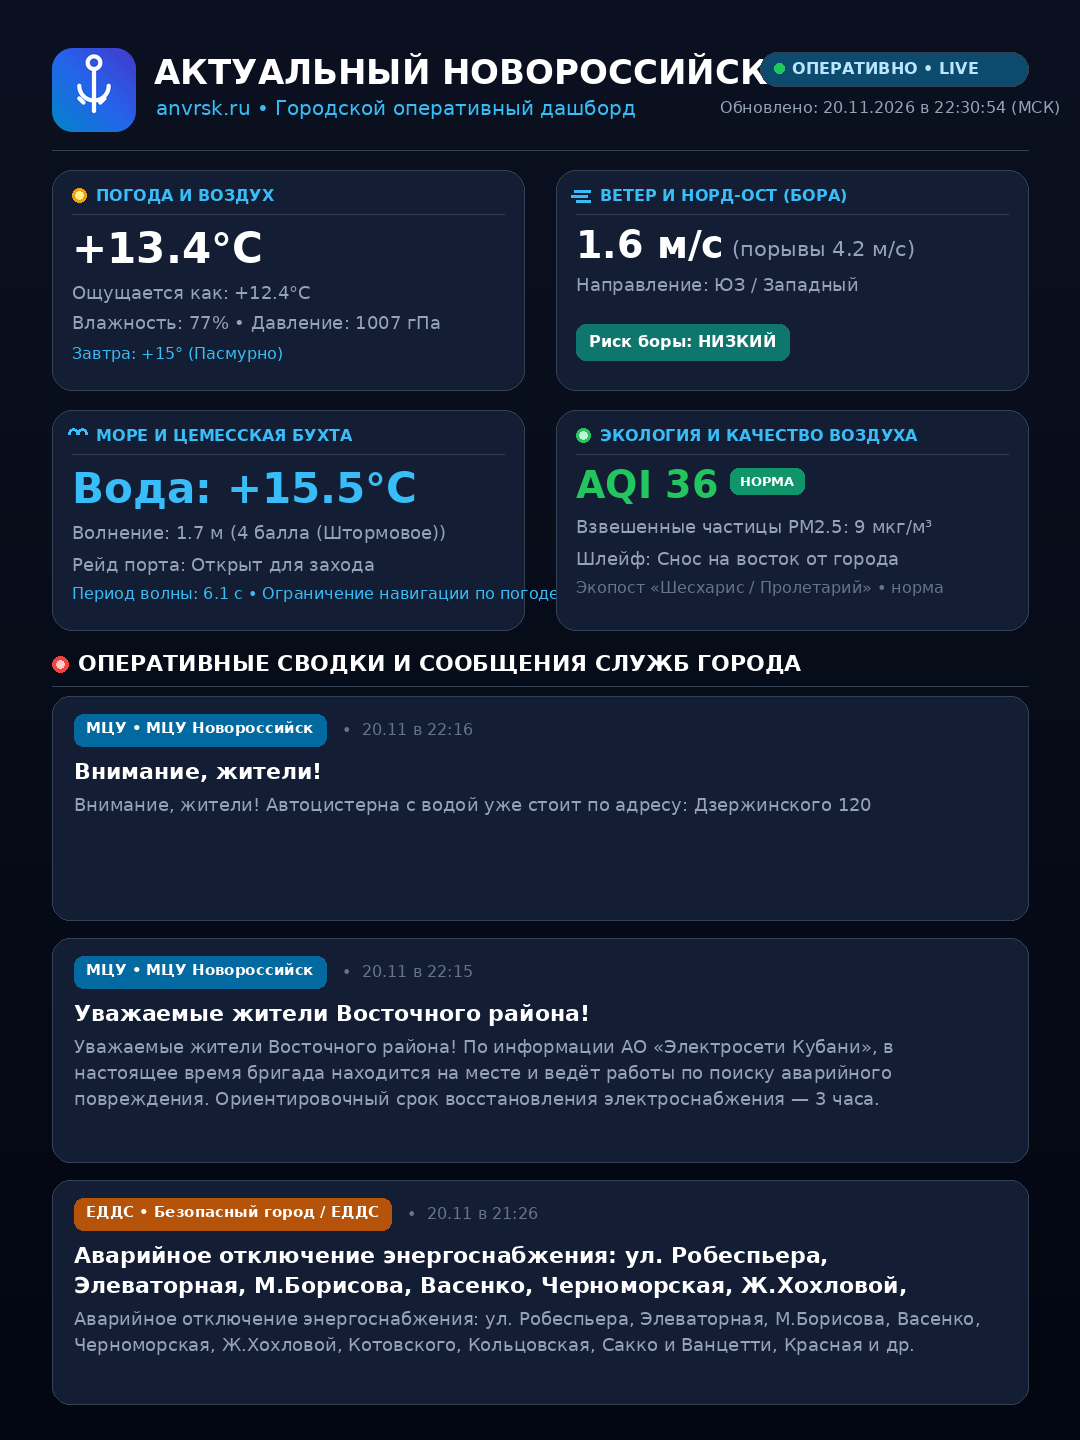 АКТУАЛЬНЫЙ НОВОРОССИЙСК
ОПЕРАТИВНО • LIVE
anvrsk.ru • Городской оперативный дашборд
Обновлено: 20.11.2026 в 22:30:54 (МСК)
ПОГОДА И ВОЗДУХ
+13.4°C
Ощущается как: +12.4°C
Влажность: 77% • Давление: 1007 гПа
Завтра: +15° (Пасмурно)
ВЕТЕР И НОРД-ОСТ (БОРА)
1.6 м/с (порывы 4.2 м/с)
Направление: ЮЗ / Западный
Риск боры: НИЗКИЙ
МОРЕ И ЦЕМЕССКАЯ БУХТА
Вода: +15.5°C
Волнение: 1.7 м (4 балла (Штормовое))
Рейд порта: Открыт для захода
Период волны: 6.1 с • Ограничение навигации по погоде
ЭКОЛОГИЯ И КАЧЕСТВО ВОЗДУХА
AQI 36 НОРМА
Взвешенные частицы PM2.5: 9 мкг/м³
Шлейф: Снос на восток от города
Экопост «Шесхарис / Пролетарий» • норма
ОПЕРАТИВНЫЕ СВОДКИ И СООБЩЕНИЯ СЛУЖБ ГОРОДА
МЦУ • МЦУ Новороссийск • 20.11 в 22:16
Внимание, жители!
Внимание, жители! Автоцистерна с водой уже стоит по адресу: Дзержинского 120
МЦУ • МЦУ Новороссийск • 20.11 в 22:15
Уважаемые жители Восточного района!
Уважаемые жители Восточного района! По информации АО «Электросети Кубани», в
настоящее время бригада находится на месте и ведёт работы по поиску аварийного
повреждения. Ориентировочный срок восстановления электроснабжения — 3 часа.
ЕДДС • Безопасный город / ЕДДС • 20.11 в 21:26
Аварийное отключение энергоснабжения: ул. Робеспьера,
Элеваторная, М.Борисова, Васенко, Черноморская, Ж.Хохловой,
Аварийное отключение энергоснабжения: ул. Робеспьера, Элеваторная, М.Борисова, Васенко,
Черноморская, Ж.Хохловой, Котовского, Кольцовская, Сакко и Ванцетти, Красная и др.